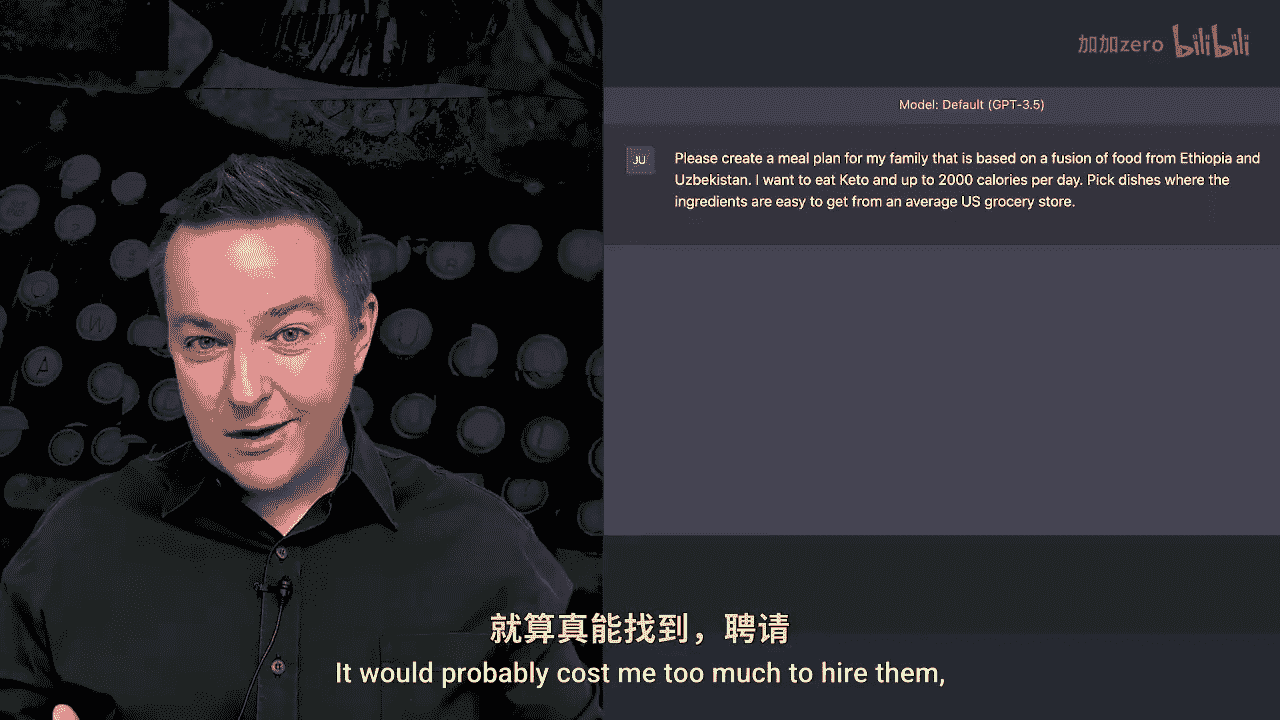 加加zero bilibili
Model: Default (GPT-3.5)
JU
Please create a meal plan for my family that is based on a fusion of food from Ethiopia and
Uzbekistan. I want to eat Keto and up to 2000 calories per day. Pick dishes where the
ingredients are easy to get from an average US grocery store.
W
U
A
就算真能找到，聘请
It would probably cost me too much to hire them,